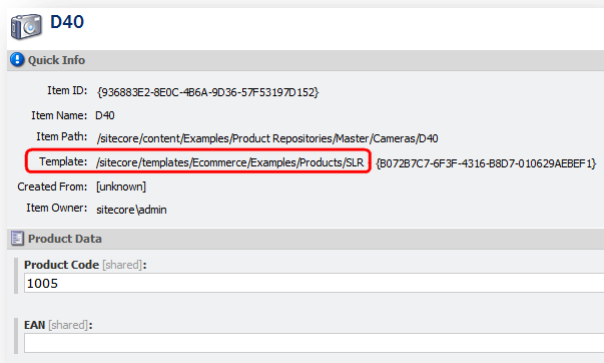 D40
Quick Info
Item ID: {936883E2-8E0C-4B6A-9D36-57F53197D152}
Item Name: D40
Item Path: /sitecore/content/Examples/Product Repositories/Master/Cameras/D40
Template: /sitecore/templates/Ecommerce/Examples/Products/SLR - {B072B7C7-6F3F-4316-B8D7-010629AEBEF1}
Created From: [unknown]
Item Owner: sitecore\admin
Product Data
Product Code [shared]:
1005
EAN [shared]: